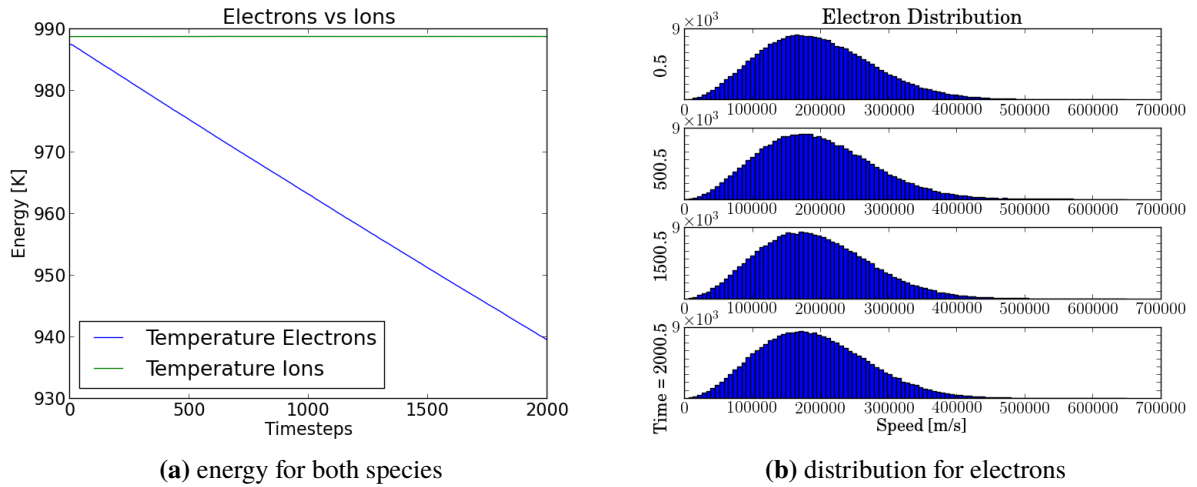 Electrons vs Ions
990
980
970
960
950
940
930
Energy [K]
Temperature Electrons
Temperature Ions
0 500 1000 1500 2000
Timesteps
(a) energy for both species
Electron Distribution
9 ×10³
0.5
0 100000 200000 300000 400000 500000 600000 700000
9 ×10³
500.5
0 100000 200000 300000 400000 500000 600000 700000
9 ×10³
1500.5
0 100000 200000 300000 400000 500000 600000 700000
9 ×10³
Time = 2000.5
0 100000 200000 300000 400000 500000 600000 700000
Speed [m/s]
(b) distribution for electrons